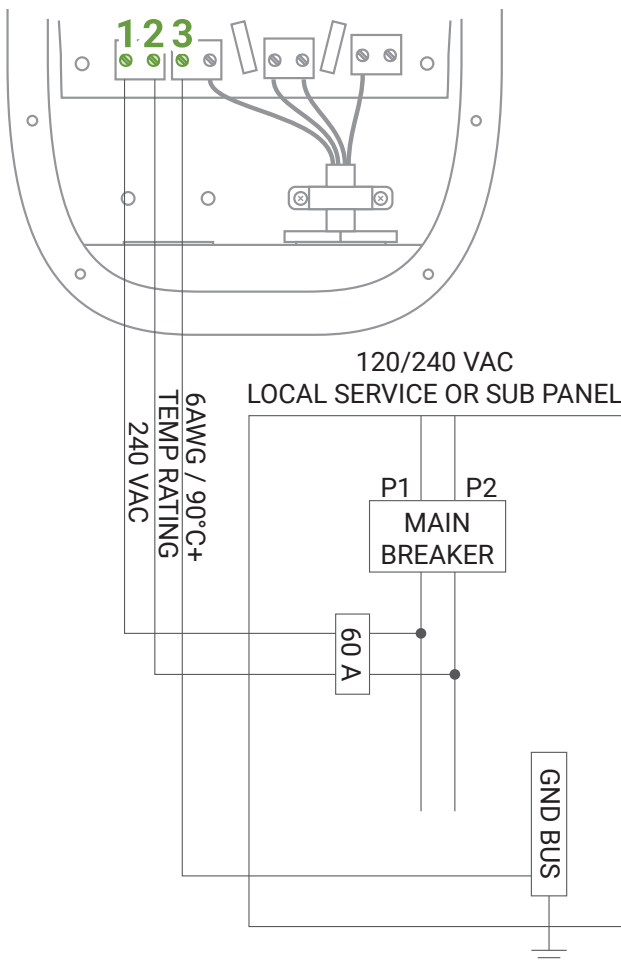 1 2 3
120/240 VAC
LOCAL SERVICE OR SUB PANEL
6AWG / 90°C+
TEMP RATING
240 VAC
P1 P2
MAIN
BREAKER
60 A
GND BUS